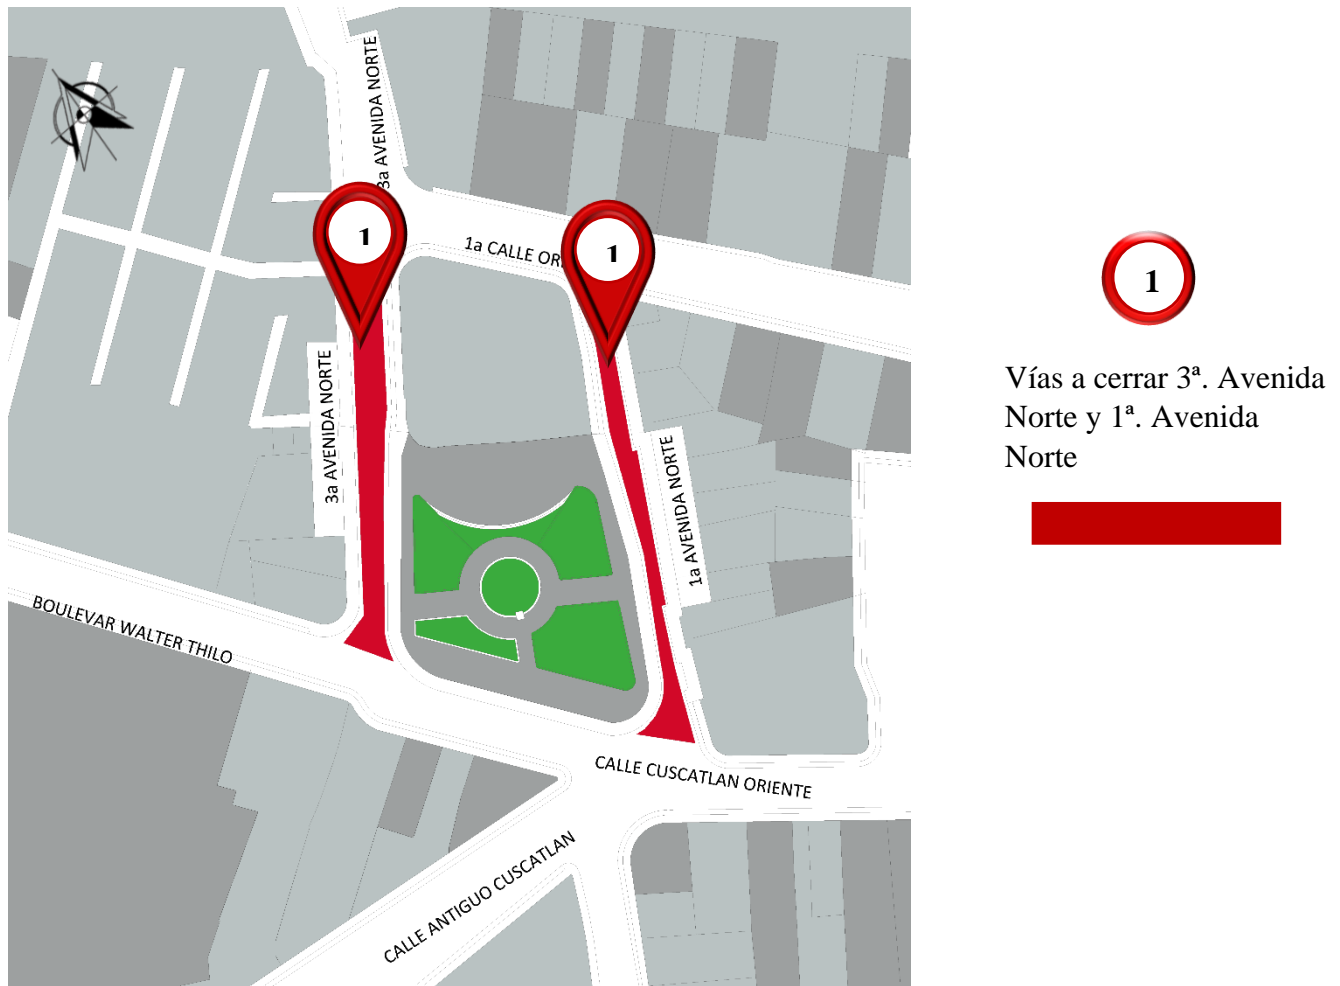 3a AVENIDA NORTE
1
1
1a CALLE OR
3a AVENIDA NORTE
1a AVENIDA NORTE
BOULEVAR WALTER THILO
CALLE CUSCATLAN ORIENTE
CALLE ANTIGUO CUSCATLAN
1
Vías a cerrar 3ª. Avenida
Norte y 1ª. Avenida
Norte